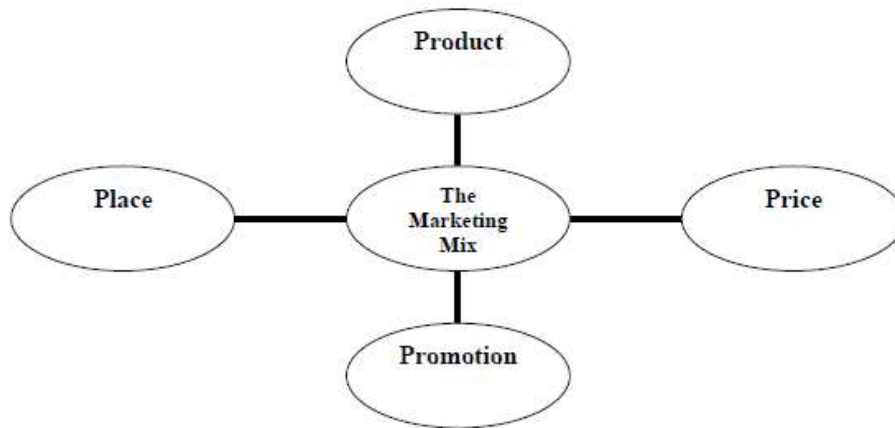 Product
Place
The
Marketing
Mix
Price
Promotion